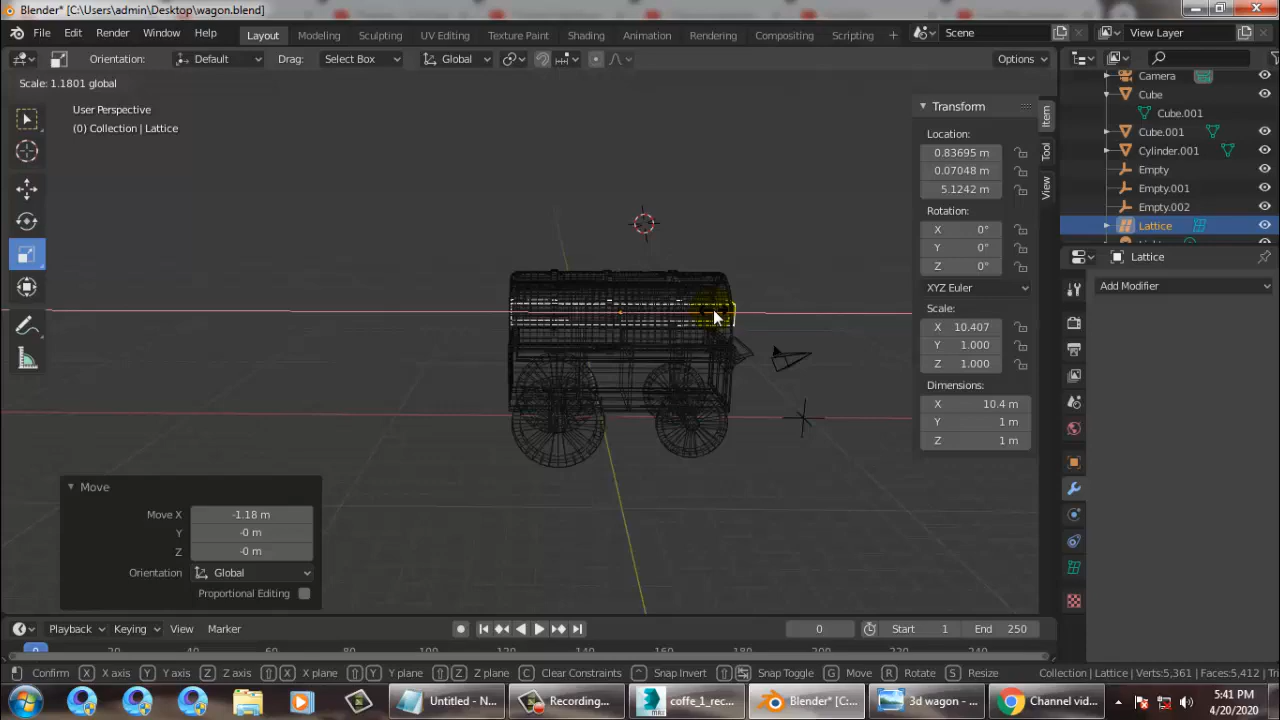 Blender* [C:\Users\admin\Desktop\wagon.blend]
File Edit Render Window Help Layout Modeling Sculpting UV Editing Texture Paint Shading Animation Rendering Compositing Scripting + Scene View Layer
Orientation: Default Drag: Select Box Global Options
Scale: 1.1801 global
User Perspective
(0) Collection | Lattice
Camera
Cube
Cube.001
Cube.001
Cylinder.001
Empty
Empty.001
Empty.002
Lattice
Lattice
Add Modifier
Transform
Location:
0.83695 m
0.07048 m
5.1242 m
Rotation:
X 0°
Y 0°
Z 0°
XYZ Euler
Scale:
X 10.407
Y 1.000
Z 1.000
Dimensions:
X 10.4 m
Y 1 m
Z 1 m
Item
Tool
View
Move
Move X -1.18 m
Y -0 m
Z -0 m
Orientation Global
Proportional Editing
Playback Keying View Marker 0 Start 1 End 250
0
Confirm X X axis Y Y axis Z Z axis X X plane Y Y plane Z Z plane C Clear Constraints Snap Invert Snap Toggle G Move R Rotate S Resize Collection | Lattice | Verts:5,361 | Faces:5,412 | Tri
Untitled - ... Recording... coffe_1_rec... Blender* [C:... 3d wagon - ... Channel vid...
5:41 PM
4/20/2020